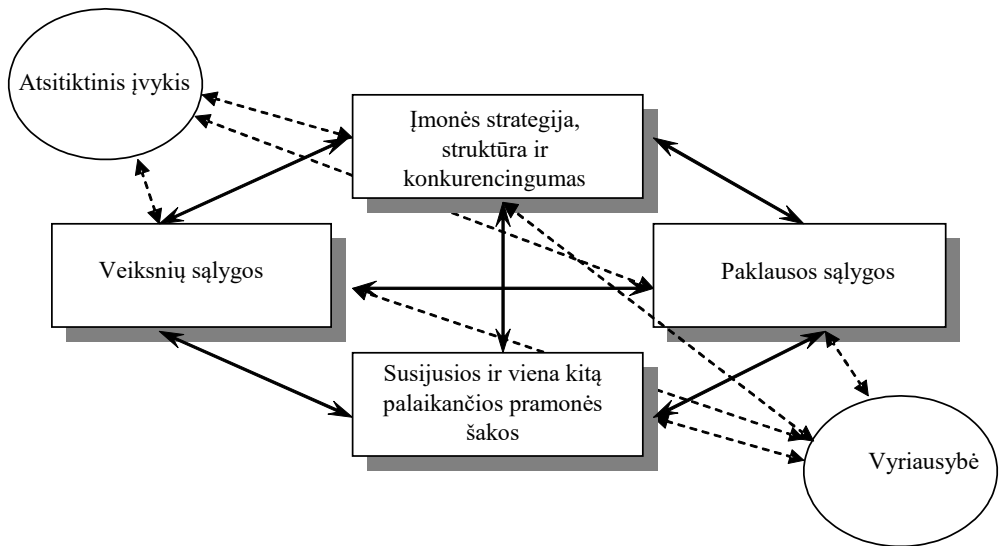 Atsitiktinis įvykis
Įmonės strategija,
struktūra ir
konkurencingumas
Veiksnių sąlygos
Paklausos sąlygos
Susijusios ir viena kitą
palaikančios pramonės
šakos
Vyriausybė